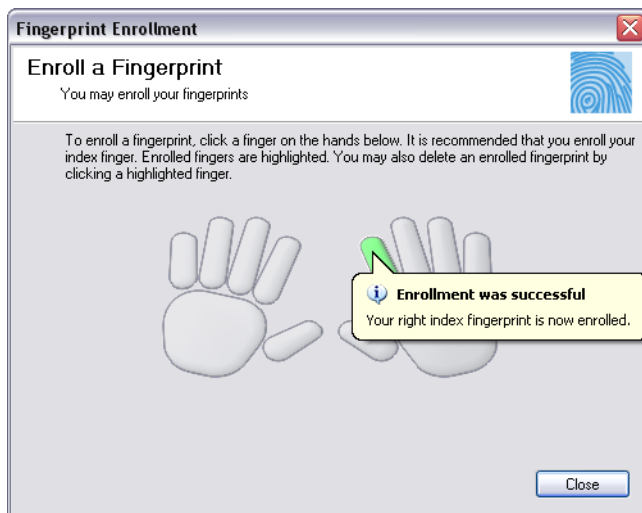 Fingerprint Enrollment
Enroll a Fingerprint
You may enroll your fingerprints
To enroll a fingerprint, click a finger on the hands below. It is recommended that you enroll your
index finger. Enrolled fingers are highlighted. You may also delete an enrolled fingerprint by
clicking a highlighted finger.
Enrollment was successful
Your right index fingerprint is now enrolled.
Close